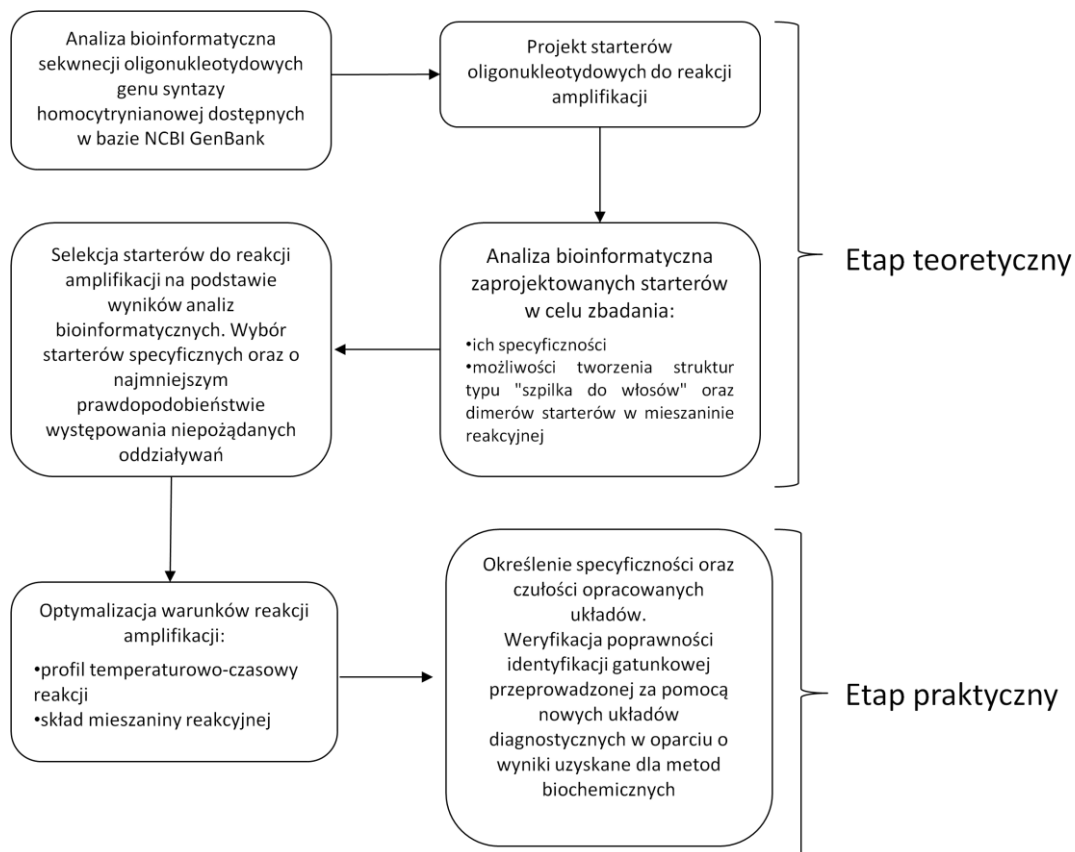 Analiza bioinformatyczna
sekwnecji oligonukleotydowych
genu syntazy
homocytrynianowej dostępnych
w bazie NCBI GenBank
Projekt starterów
oligonukleotydowych do reakcji
amplifikacji
Analiza bioinformatyczna
zaprojektowanych starterów
w celu zbadania:
•ich specyficzności
•możliwości tworzenia struktur
typu "szpilka do włosów" oraz
dimerów starterów w mieszaninie
reakcyjnej
Selekcja starterów do reakcji
amplifikacji na podstawie
wyników analiz
bioinformatycznych. Wybór
starterów specyficznych oraz o
najmniejszym
prawdopodobieństwie
występowania niepożądanych
oddziaływań
Etap teoretyczny
Optymalizacja warunków reakcji
amplifikacji:
•profil temperaturowo-czasowy
reakcji
•skład mieszaniny reakcyjnej
Określenie specyficzności oraz
czułości opracowanych
układów.
Weryfikacja poprawności
identyfikacji gatunkowej
przeprowadzonej za pomocą
nowych układów
diagnostycznych w oparciu o
wyniki uzyskane dla metod
biochemicznych
Etap praktyczny